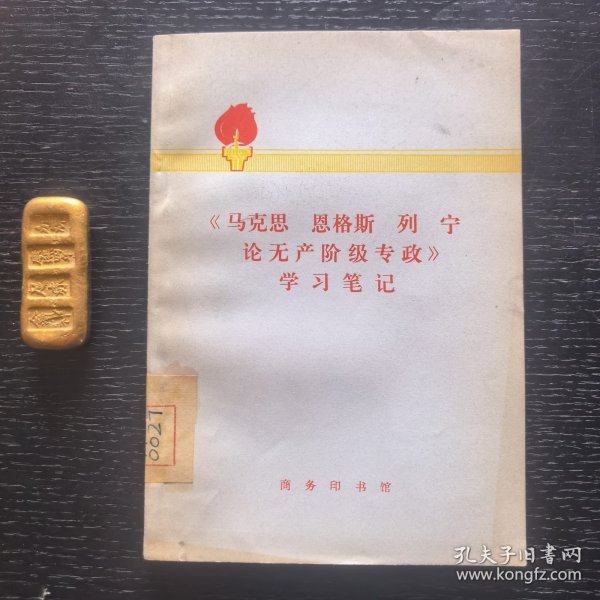 《马克思 恩格斯 列宁
论无产阶级专政》
学习笔记
0027
商务印书馆
孔夫子旧书网
www.kongfz.com